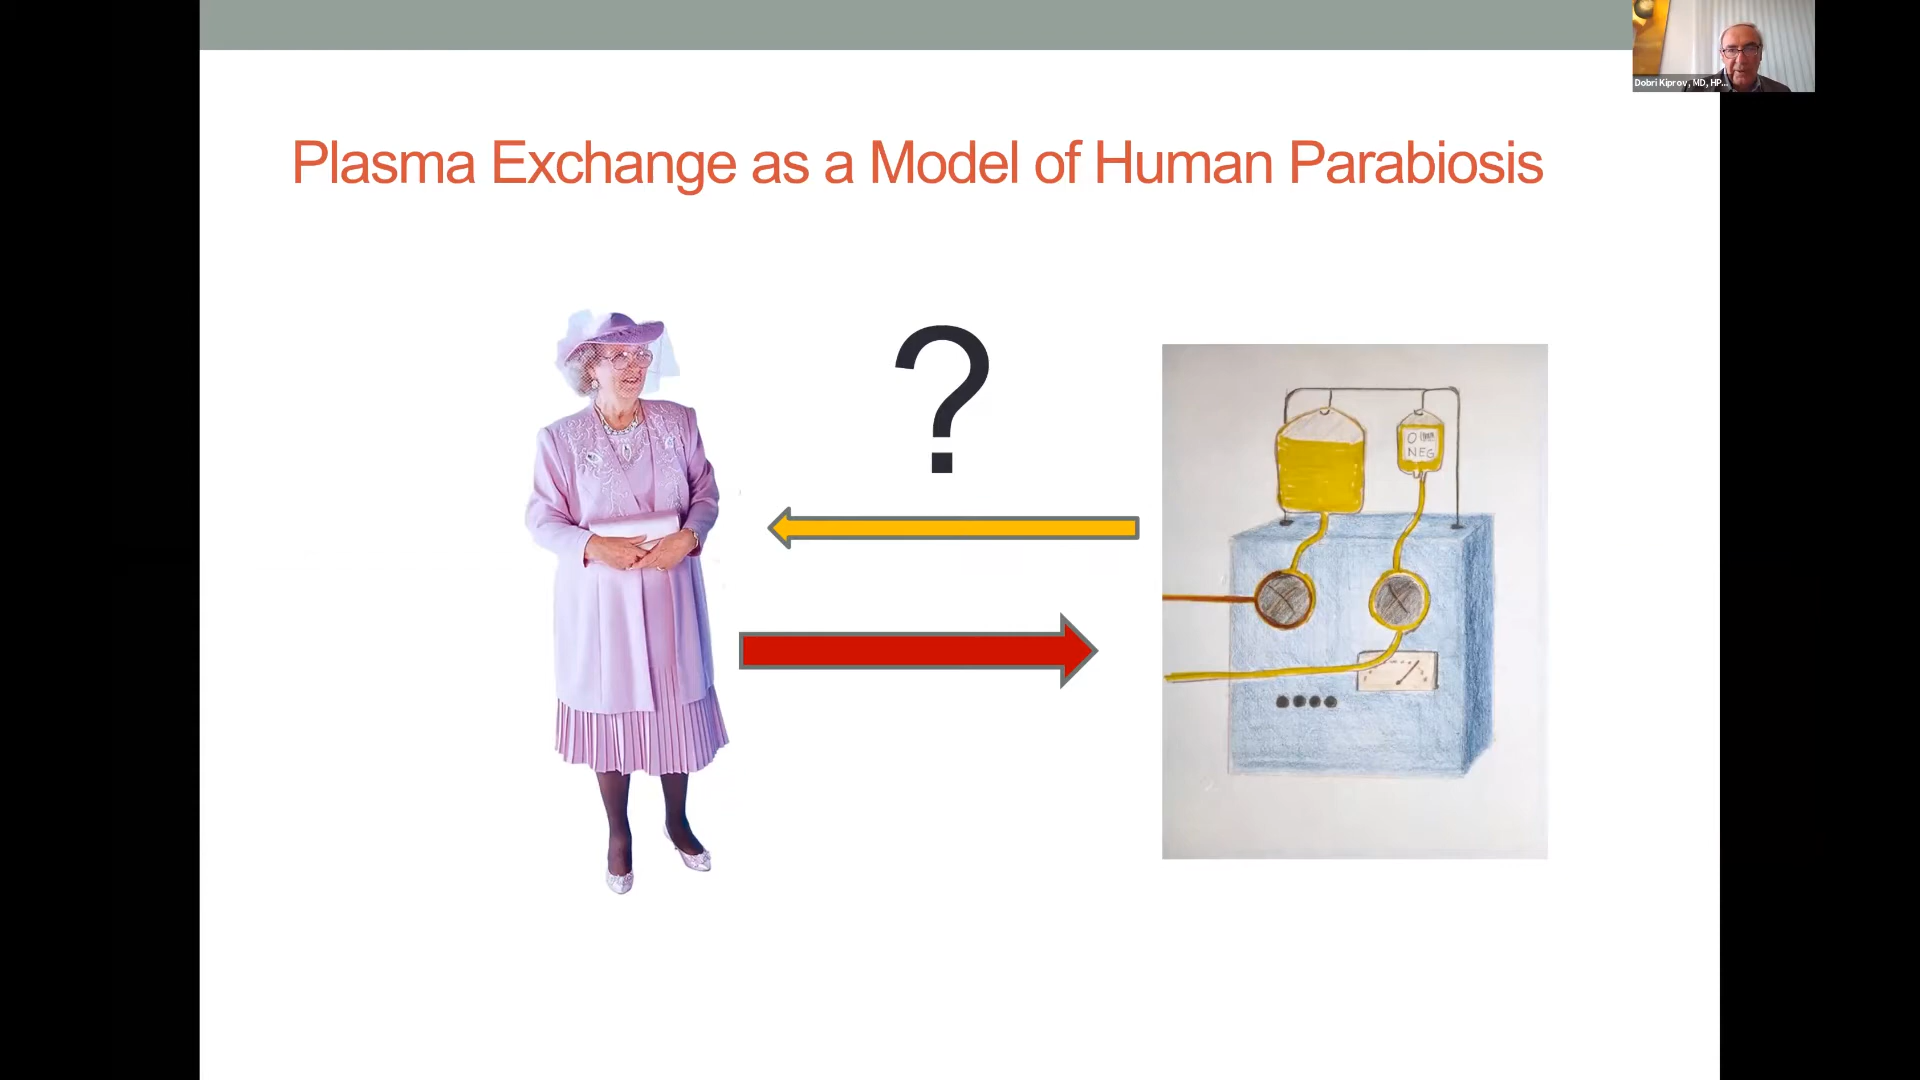 Dobri Kiprov, MD, HP...
Plasma Exchange as a Model of Human Parabiosis
?
O
NEG